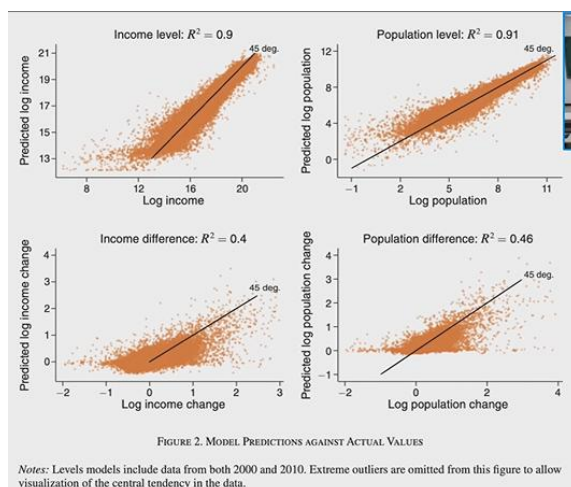 Income level: R² = 0.9
Population level: R² = 0.91
21
19
17
15
13
Predicted log income
45 deg.
8
12
16
20
Log income
12
8
4
0
Predicted log population
45 deg.
−1
2
5
8
11
Log population
Income difference: R² = 0.4
Population difference: R² = 0.46
4
3
2
1
0
Predicted log income change
45 deg.
−2
−1
0
1
2
3
Log income change
4
3
2
1
0
−1
Predicted log population change
45 deg.
−2
0
2
4
Log population change
FIGURE 2. MODEL PREDICTIONS AGAINST ACTUAL VALUES
Notes: Levels models include data from both 2000 and 2010. Extreme outliers are omitted from this figure to allow
visualization of the central tendency in the data.